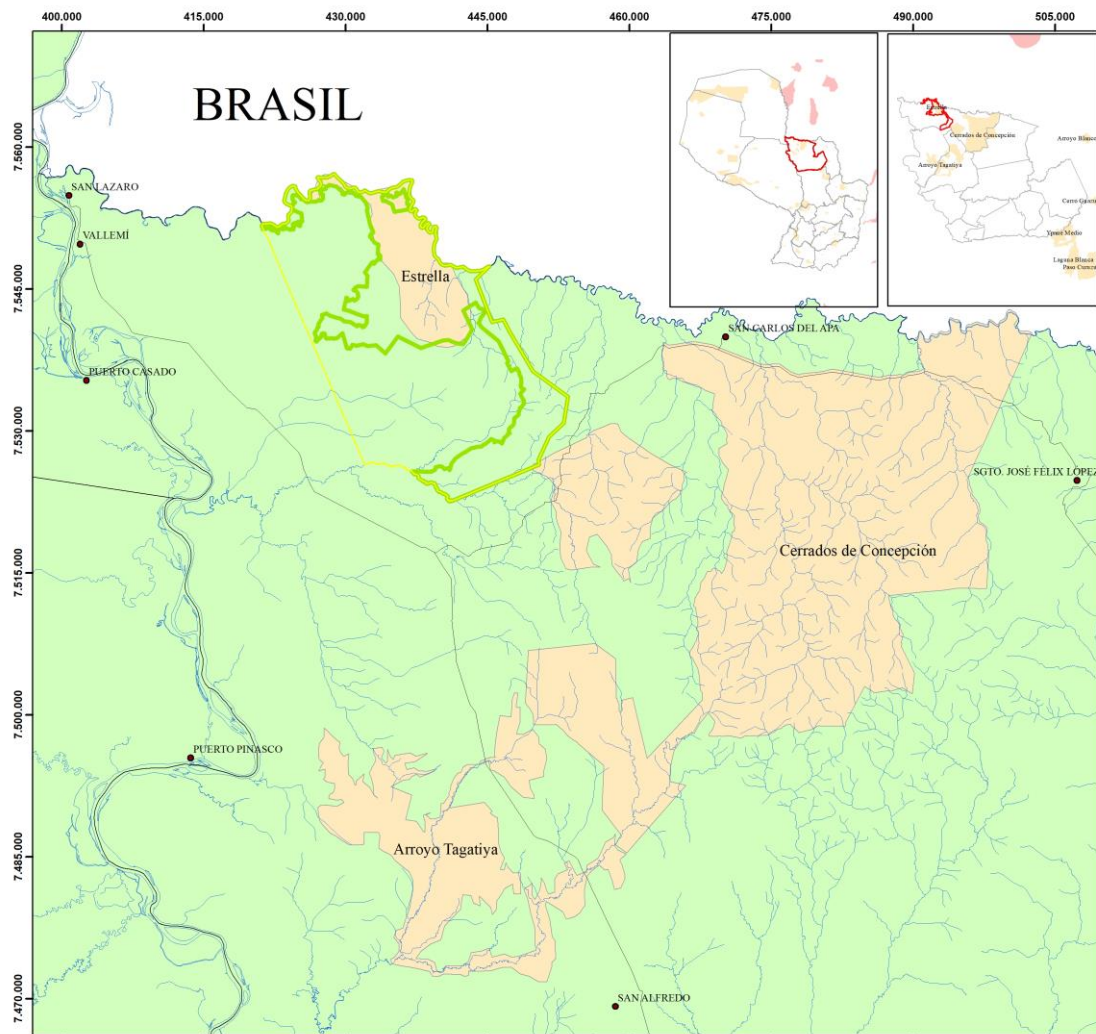 400.000 415.000 430.000 445.000 460.000 475.000 490.000 505.000
BRASIL
Cerrados de Concepción
Arroyo Blanco
Arroyo Tagatiya
Ypane Medio
Laguna Blanca
7.560.000
SAN LAZARO
VALLEMÍ
Estrella
7.545.000
SAN CARLOS DEL APA
PUERTO CASADO
7.530.000
SGTO. JOSÉ FÉLIX LÓPEZ
Cerrados de Concepción
7.515.000
7.500.000
PUERTO PINASCO
Arroyo Tagatiya
7.485.000
7.470.000
SAN ALFREDO